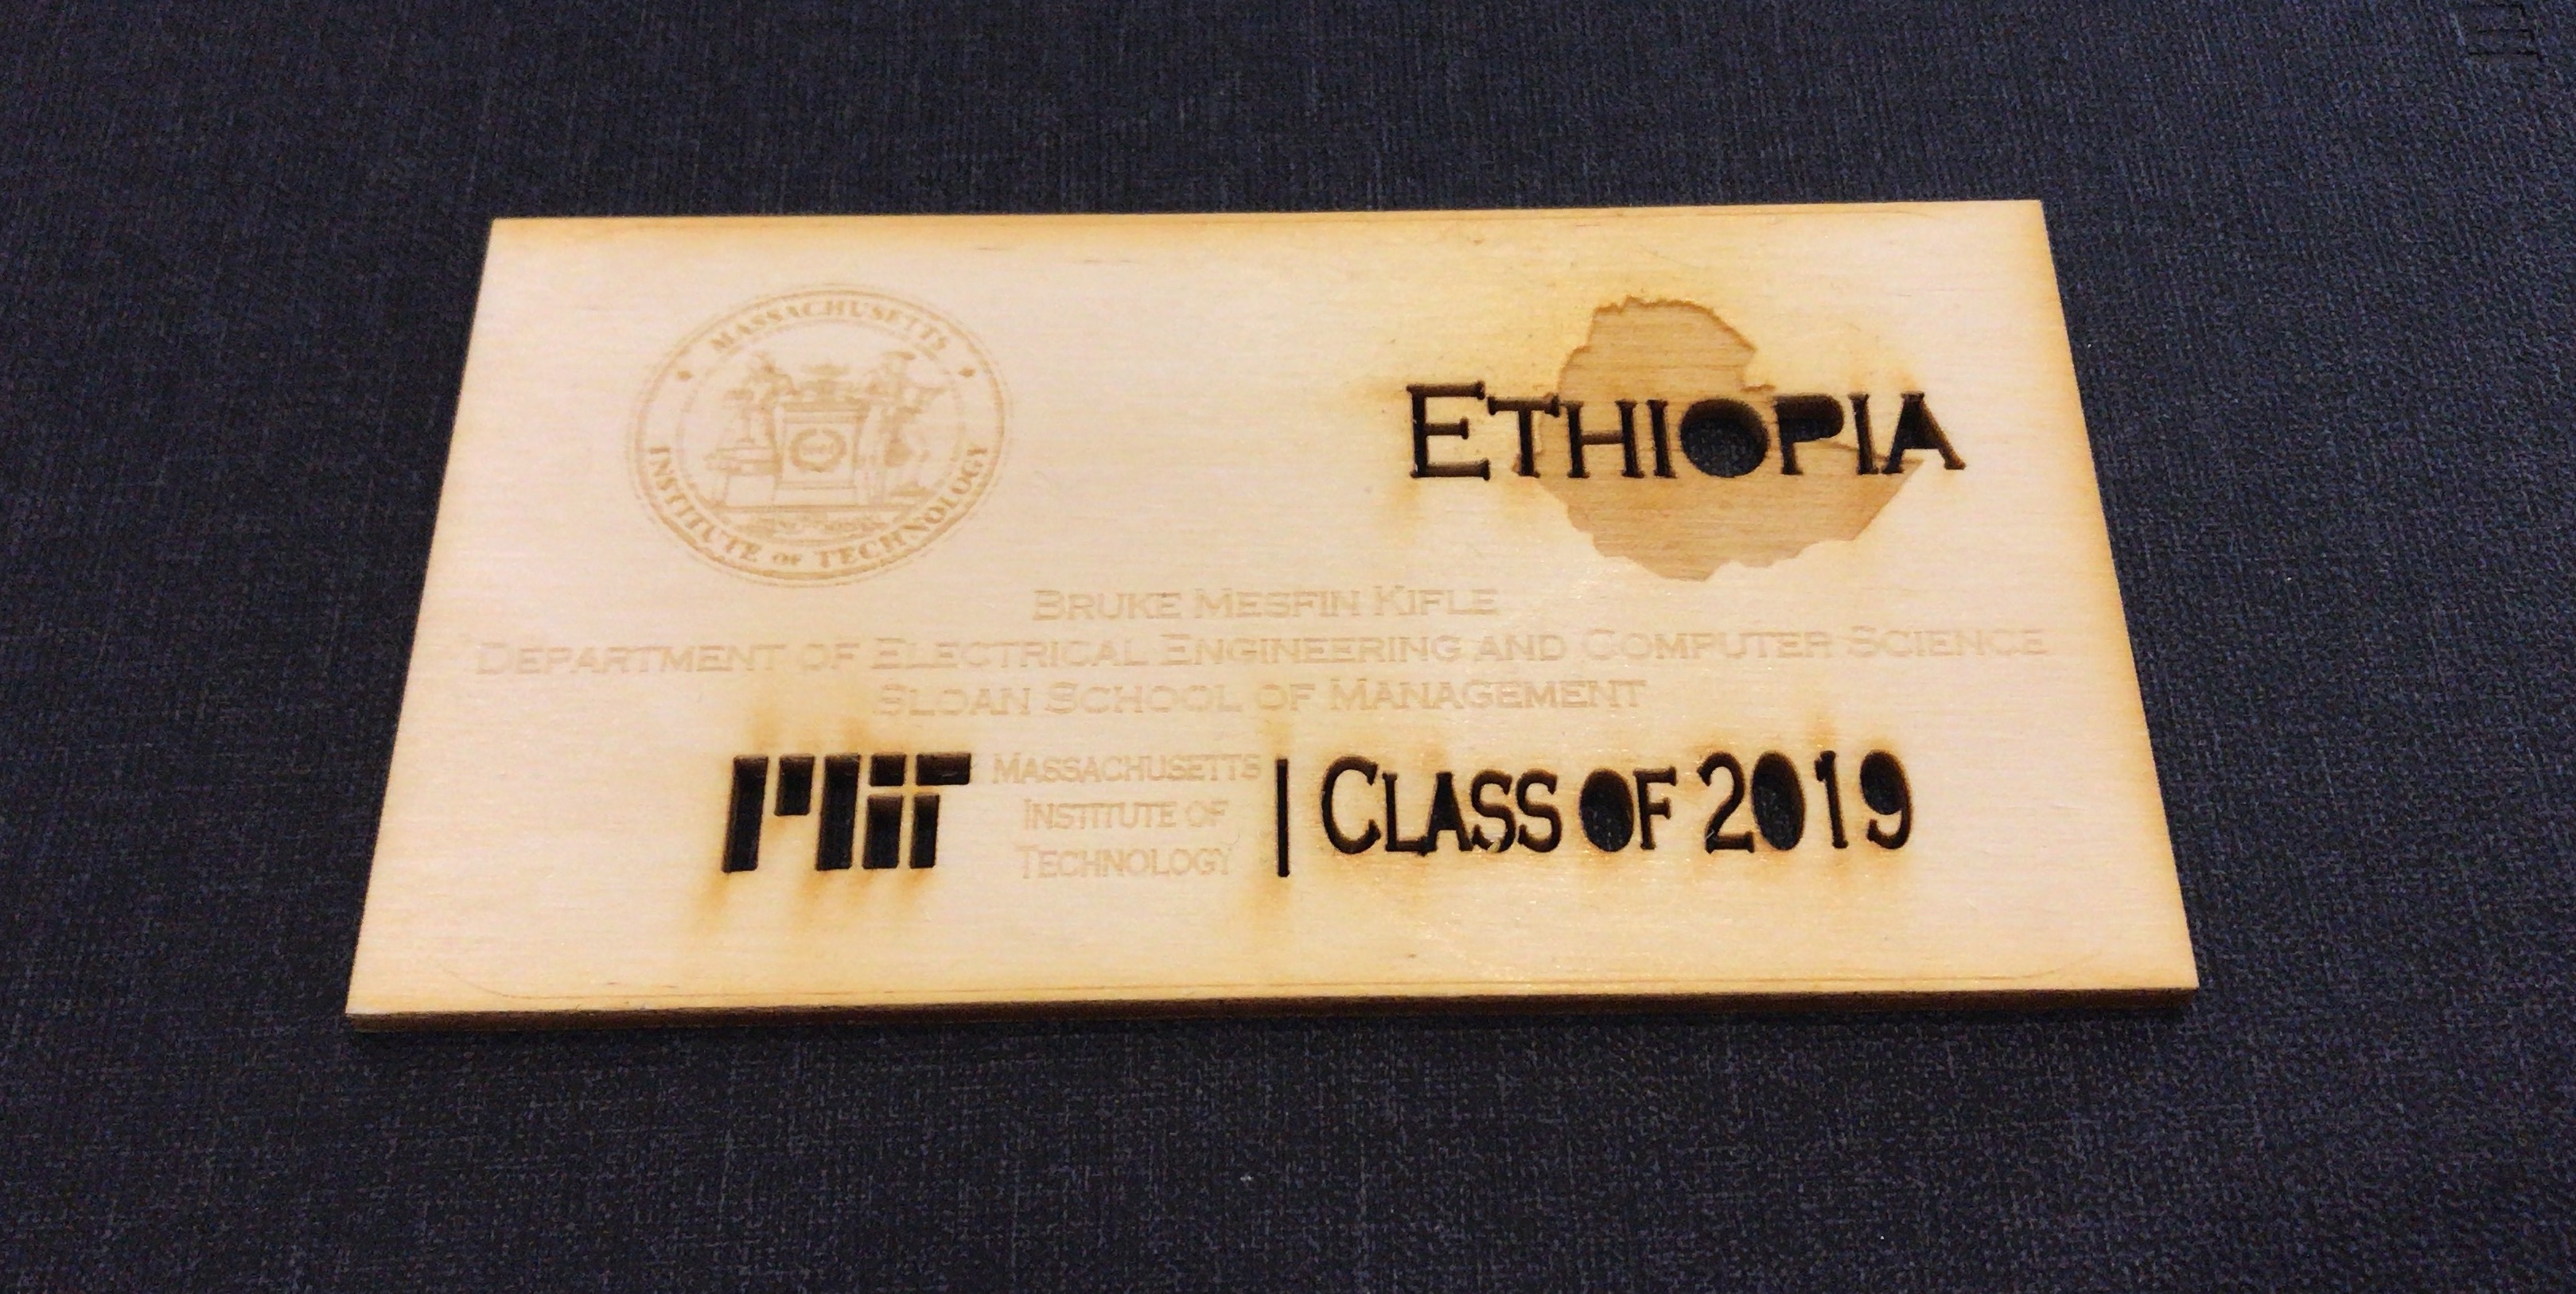 MASSACHUSETTS
INSTITUTE OF TECHNOLOGY
ETHIOPIA
BRUKE MESFIN KIFLE
DEPARTMENT OF ELECTRICAL ENGINEERING AND COMPUTER SCIENCE
SLOAN SCHOOL OF MANAGEMENT
MIT
MASSACHUSETTS
INSTITUTE OF
TECHNOLOGY
| CLASS OF 2019